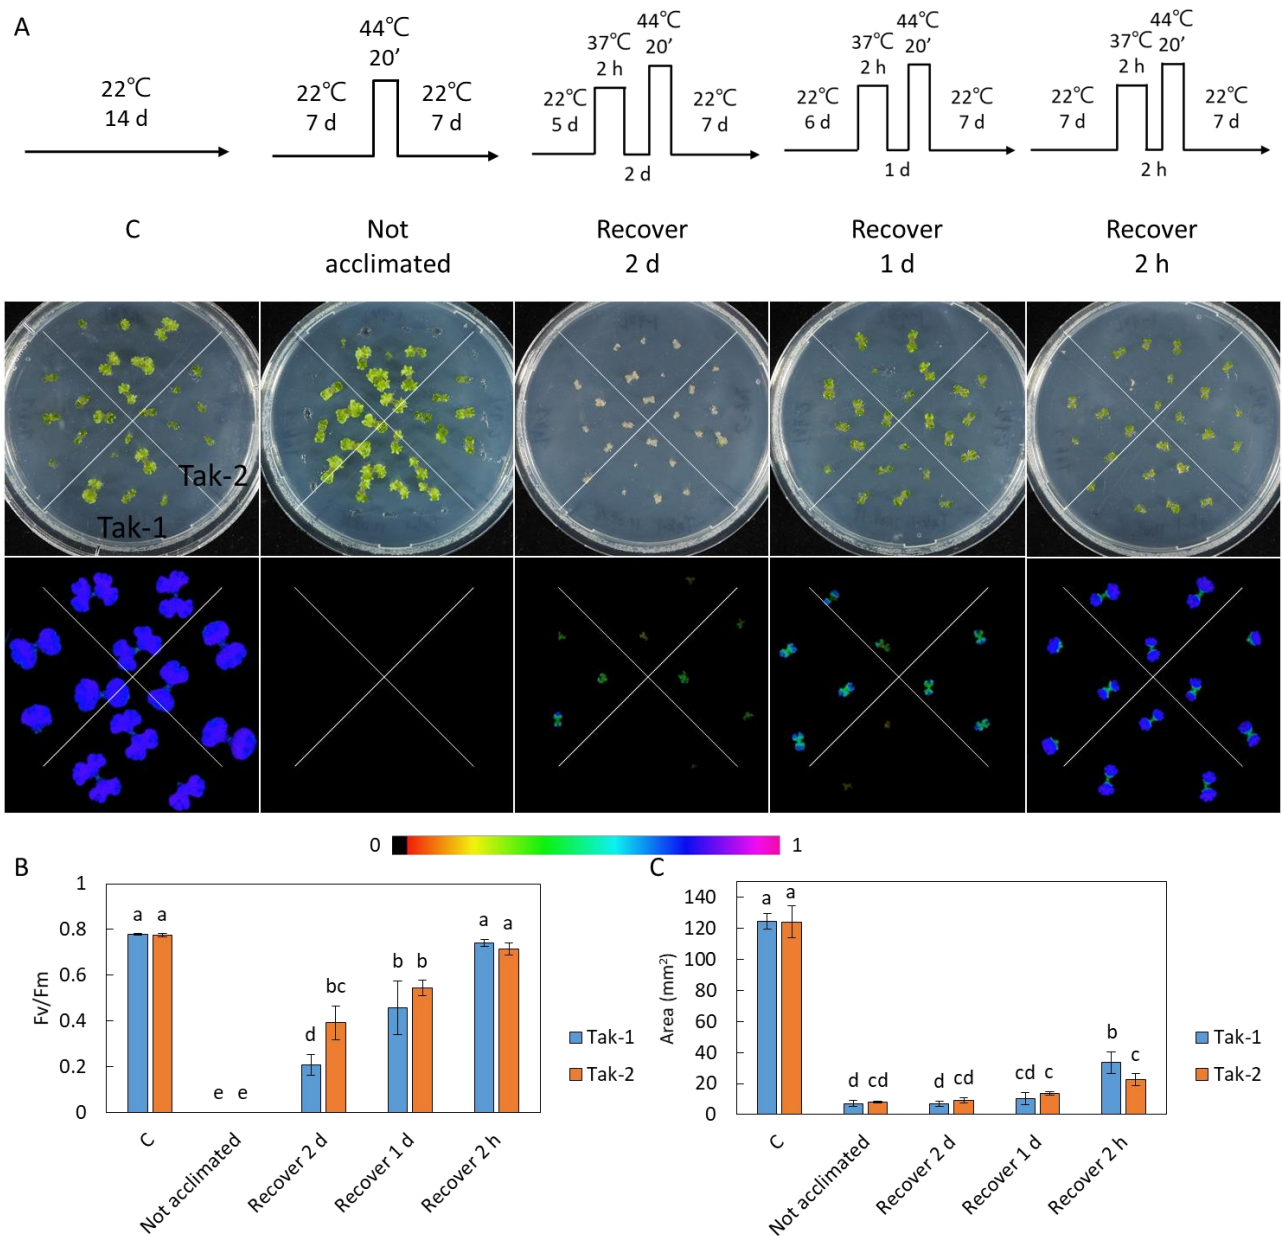 A
22℃
14 d
44℃
20’
22℃
7 d
22℃
7 d
37℃
2 h
44℃
20’
22℃
5 d
22℃
7 d
2 d
37℃
2 h
44℃
20’
22℃
6 d
22℃
7 d
1 d
37℃
2 h
44℃
20’
22℃
7 d
22℃
7 d
2 h
C
Not
acclimated
Recover
2 d
Recover
1 d
Recover
2 h
Tak-2
Tak-1
0
1
B
1
0.8
0.6
0.4
0.2
0
Fv/Fm
a
a
e
e
d
bc
b
b
a
a
C
Not acclimated
Recover 2 d
Recover 1 d
Recover 2 h
Tak-1
Tak-2
C
140
120
100
80
60
40
20
0
Area (mm²)
a
a
d
cd
d
cd
cd
c
b
c
C
Not acclimated
Recover 2 d
Recover 1 d
Recover 2 h
Tak-1
Tak-2